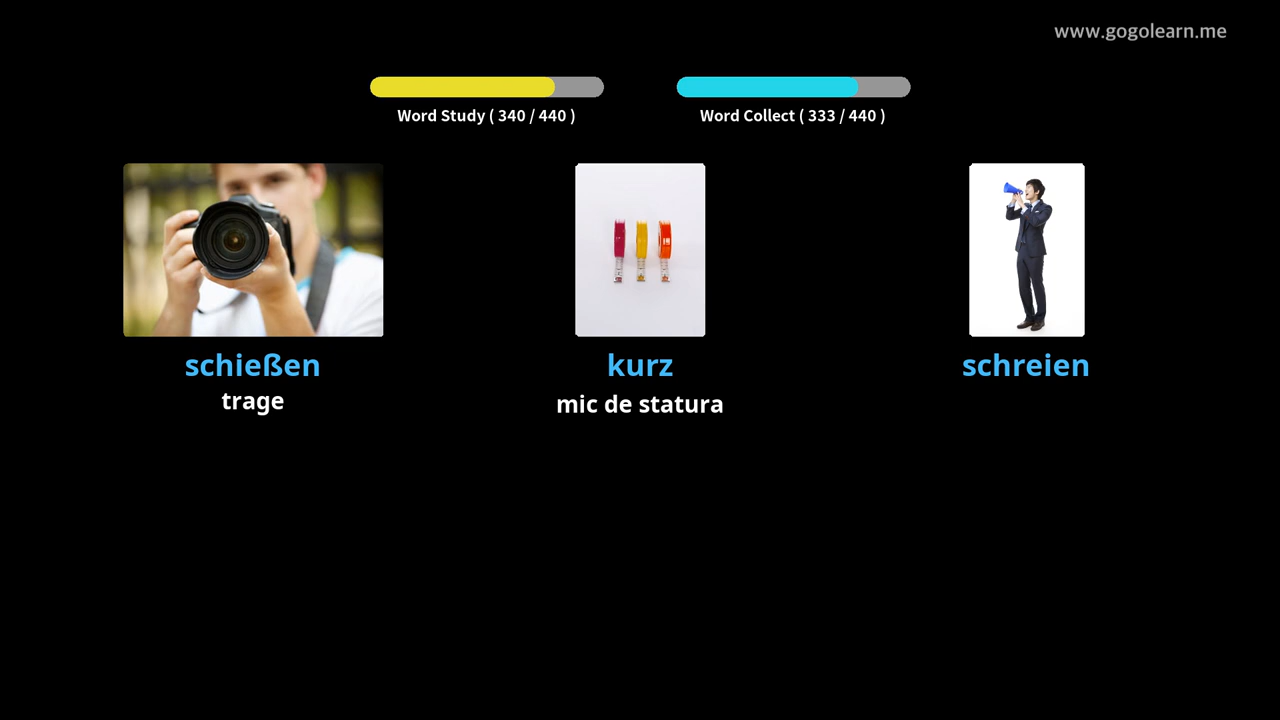 www.gogolearn.me
Word Study ( 340 / 440 )
Word Collect ( 333 / 440 )
schießen
kurz
schreien
trage
mic de statura